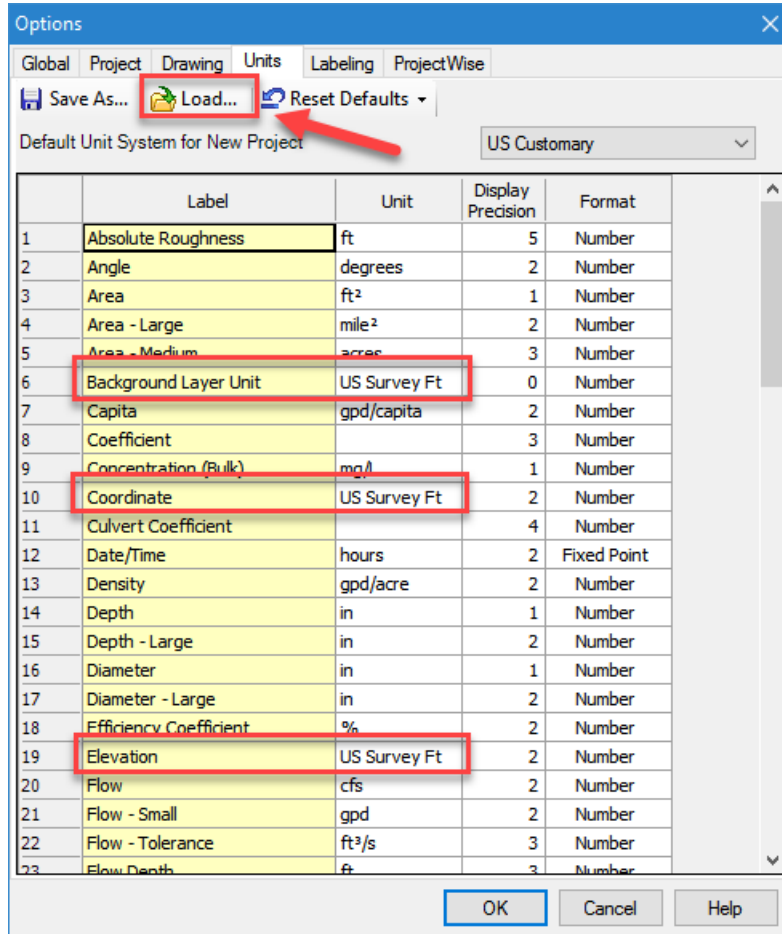 Options
Global Project Drawing Units Labeling ProjectWise
Save As... Load... Reset Defaults
Default Unit System for New Project US Customary
Label Unit Display Precision Format
1 Absolute Roughness ft 5 Number
2 Angle degrees 2 Number
3 Area ft² 1 Number
4 Area - Large mile² 2 Number
5 Area - Medium acres 3 Number
6 Background Layer Unit US Survey Ft 0 Number
7 Capita gpd/capita 2 Number
8 Coefficient 3 Number
9 Concentration (Bulk) mg/l 1 Number
10 Coordinate US Survey Ft 2 Number
11 Culvert Coefficient 4 Number
12 Date/Time hours 2 Fixed Point
13 Density gpd/acre 2 Number
14 Depth in 1 Number
15 Depth - Large in 2 Number
16 Diameter in 1 Number
17 Diameter - Large in 2 Number
18 Efficiency Coefficient % 2 Number
19 Elevation US Survey Ft 2 Number
20 Flow cfs 2 Number
21 Flow - Small gpd 2 Number
22 Flow - Tolerance ft³/s 3 Number
23 Flow Depth ft 3 Number
OK Cancel Help